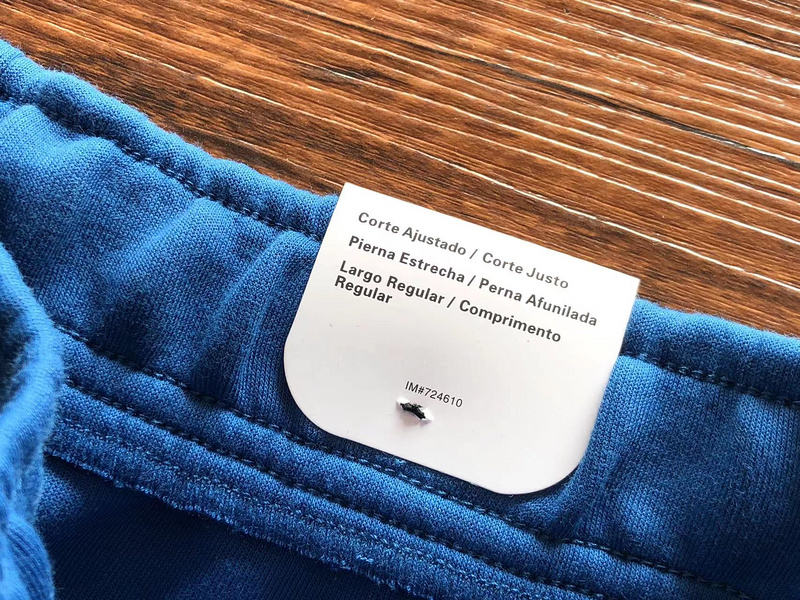 Corte Ajustado / Corte Justo
Pierna Estrecha / Perna Afunilada
Largo Regular / Comprimento
Regular
IM#724610